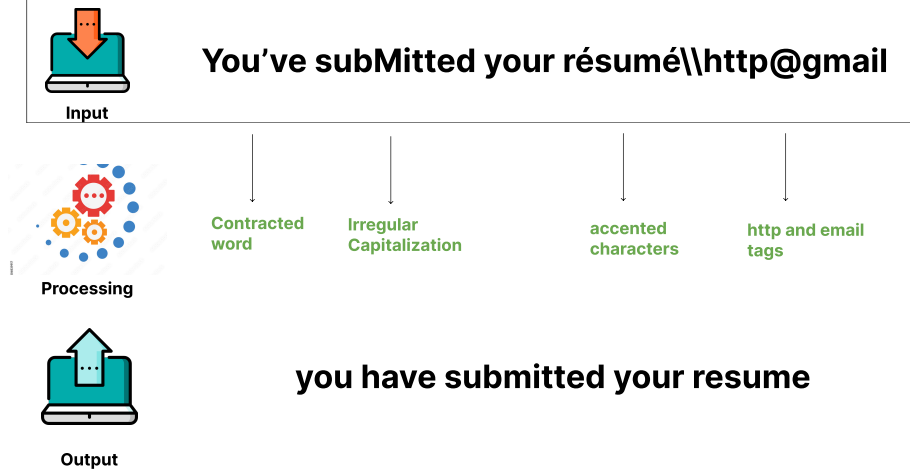 You’ve subMitted your résumé\\http@gmail
Input
Contracted
word
Irregular
Capitalization
accented
characters
http and email
tags
Processing
you have submitted your resume
Output